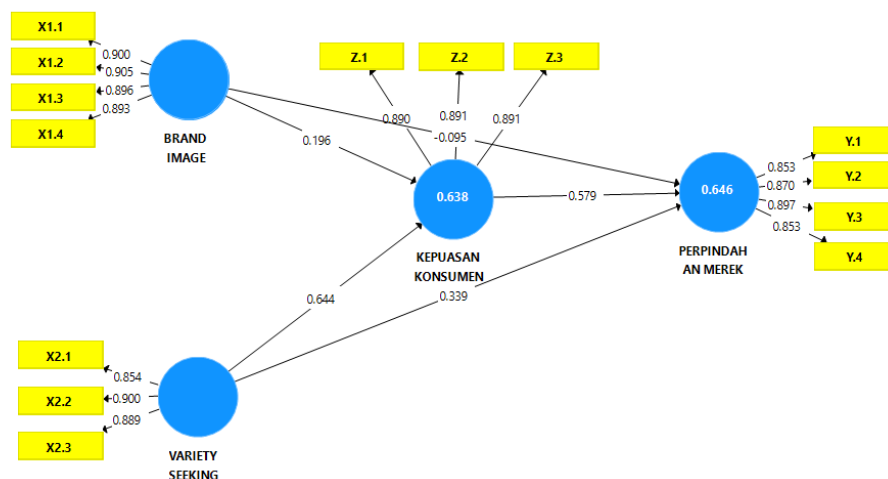 X1.1
X1.2
X1.3
X1.4
0.900
0.905
0.896
0.893
BRAND
IMAGE
Z.1
Z.2
Z.3
0.890
0.891
0.891
0.196
-0.095
0.638
KEPUASAN
KONSUMEN
0.579
0.646
PERPINDAH
AN MEREK
0.853
0.870
0.897
0.853
Y.1
Y.2
Y.3
Y.4
0.644
0.339
X2.1
X2.2
X2.3
0.854
0.900
0.889
VARIETY
SEEKING